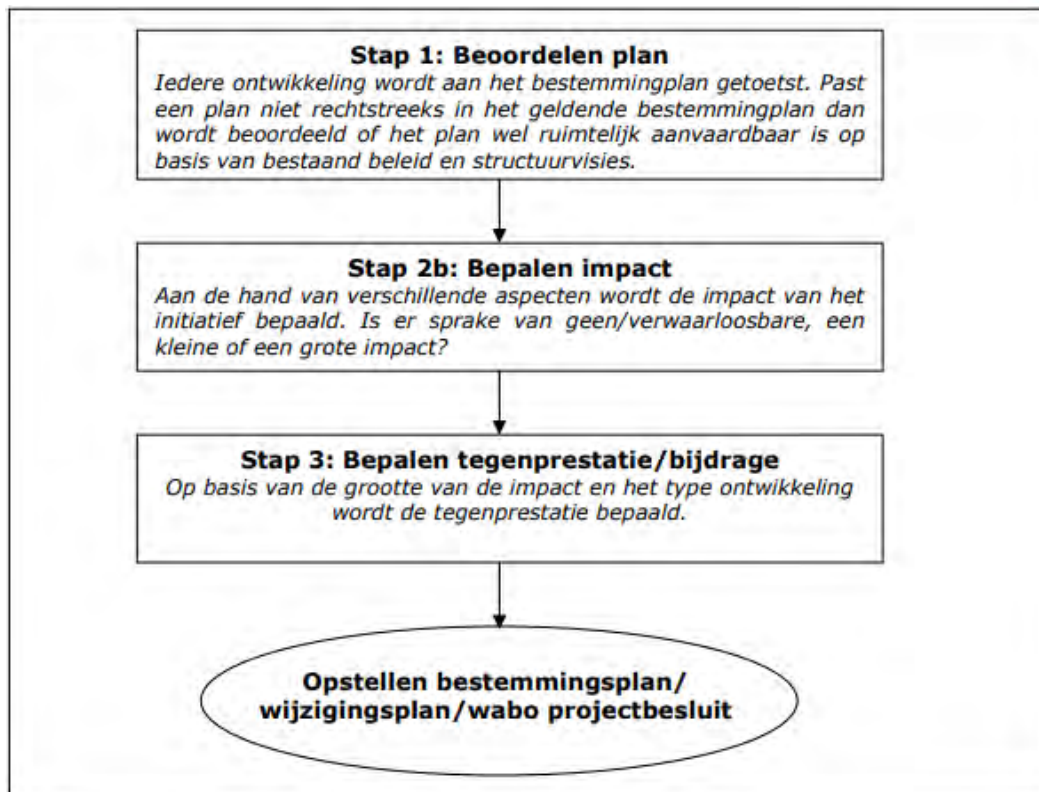 Stap 1: Beoordelen plan
Iedere ontwikkeling wordt aan het bestemmingplan getoetst. Past
een plan niet rechtstreeks in het geldende bestemmingplan dan
wordt beoordeeld of het plan wel ruimtelijk aanvaardbaar is op
basis van bestaand beleid en structuurvisies.
Stap 2b: Bepalen impact
Aan de hand van verschillende aspecten wordt de impact van het
initiatief bepaald. Is er sprake van geen/verwaarloosbare, een
kleine of een grote impact?
Stap 3: Bepalen tegenprestatie/bijdrage
Op basis van de grootte van de impact en het type ontwikkeling
wordt de tegenprestatie bepaald.
Opstellen bestemmingsplan/
wijzigingsplan/wabo projectbesluit